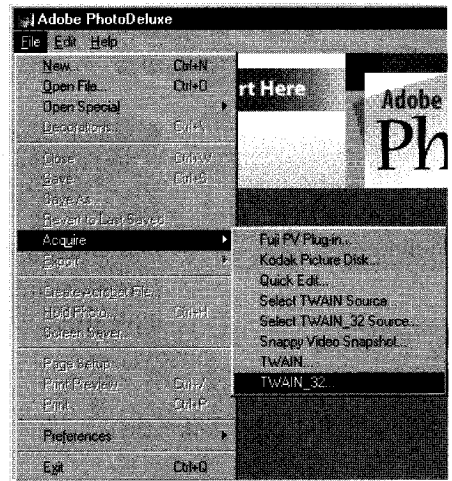 Adobe PhotoDeluxe
File Edit Help
New... Ctrl+N
Open File... Ctrl+O
Open Special
Decorations... Ctrl+A
Close Ctrl+W
Save Ctrl+S
Save As...
Revert to Last Saved
Acquire
Export
Create Acrobat File...
Hold Photo... Ctrl+H
Screen Saver...
Page Setup...
Print Preview Ctrl+/
Print... Ctrl+P
Preferences
Exit Ctrl+Q
rt Here
Adobe
Ph
Fuji PV Plug-in...
Kodak Picture Disk...
Quick Edit...
Select TWAIN Source...
Select TWAIN_32 Source...
Snappy Video Snapshot...
TWAIN...
TWAIN_32...